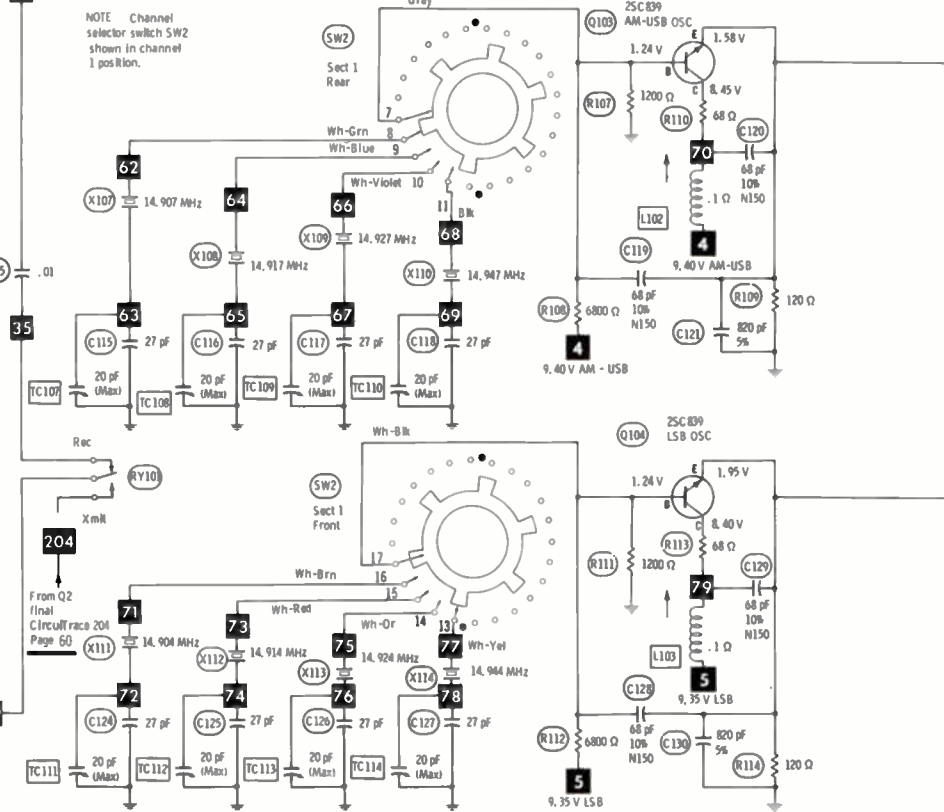 Gray
NOTE Channel
selector switch SW2
shown in channel
1 position.
SW2
Sect 1
Rear
Q103
2SC839
AM-USB OSC
E
1.58 V
1.24 V
B
C
8.45 V
R107
1200 Ω
R110
68 Ω
C120
70
68 pF
10%
N150
.1 Ω
L102
4
9.40 V AM-USB
7
Wh-Grn
8
Wh-Blue
9
Wh-Violet
10
11
Blk
62
X107
14.907 MHz
64
X108
14.917 MHz
66
X109
14.927 MHz
68
X110
14.947 MHz
C119
68 pF
10%
N150
R109
120 Ω
R108
6800 Ω
C121
820 pF
5%
4
9.40 V AM - USB
.01
35
63
C115
27 pF
65
C116
27 pF
67
C117
27 pF
69
C118
27 pF
TC107
20 pF
(Max)
TC108
20 pF
(Max)
TC109
20 pF
(Max)
TC110
20 pF
(Max)
Wh-Blk
Rec
RY101
Xmit
204
From Q2
final
CircuiTrace 204
Page 60
SW2
Sect 1
Front
Q104
2SC839
LSB OSC
E
1.95 V
1.24 V
B
C
8.40 V
R111
1200 Ω
R113
68 Ω
C129
79
68 pF
10%
N150
.1 Ω
L103
5
9.35 V LSB
17
Wh-Brn
16
Wh-Red
15
Wh-Or
14
13
Wh-Yel
71
X111
14.904 MHz
73
X112
14.914 MHz
75
X113
14.924 MHz
77
X114
14.944 MHz
72
C124
27 pF
74
C125
27 pF
76
C126
27 pF
78
C127
27 pF
TC111
20 pF
(Max)
TC112
20 pF
(Max)
TC113
20 pF
(Max)
TC114
20 pF
(Max)
C128
68 pF
10%
N150
R112
6800 Ω
C130
820 pF
5%
R114
120 Ω
5
9.35 V LSB